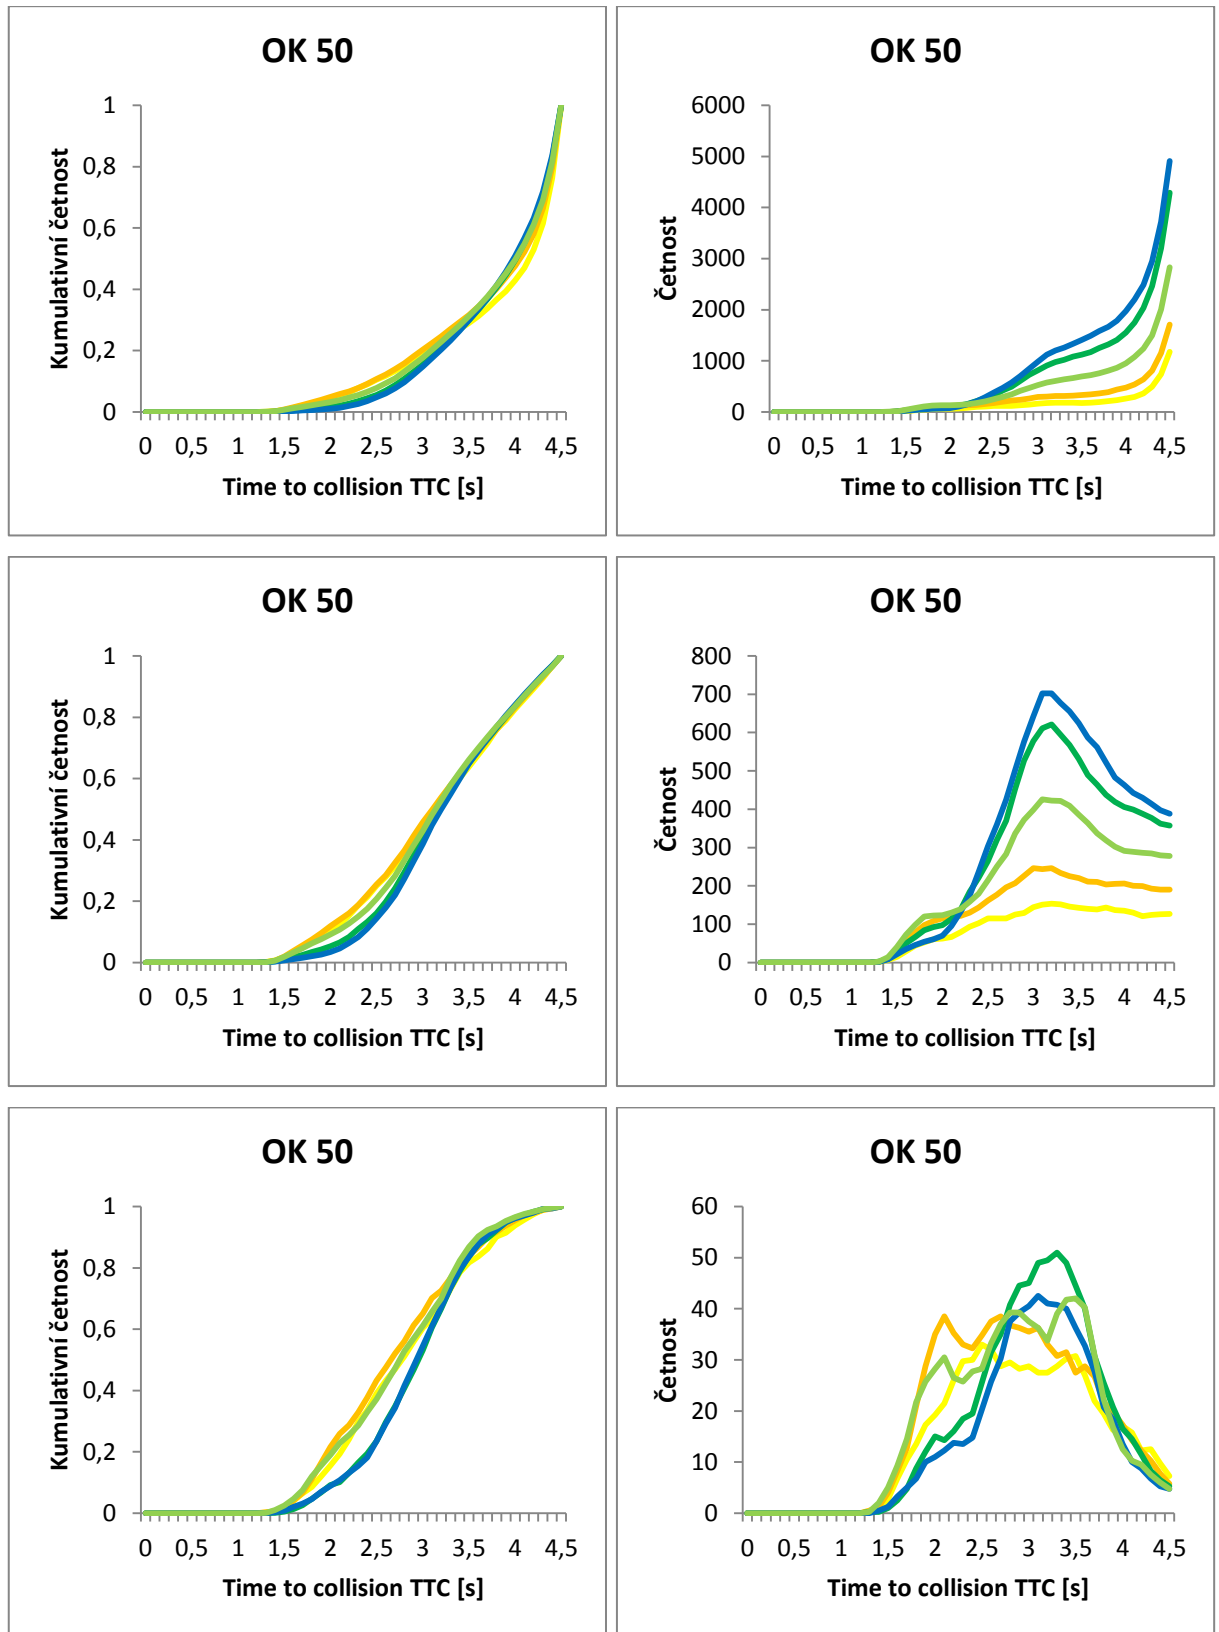 OK 50
Kumulativní četnost
1
0,8
0,6
0,4
0,2
0
0 0,5 1 1,5 2 2,5 3 3,5 4 4,5
Time to collision TTC [s]
OK 50
Četnost
6000
5000
4000
3000
2000
1000
0
0 0,5 1 1,5 2 2,5 3 3,5 4 4,5
Time to collision TTC [s]
OK 50
Kumulativní četnost
1
0,8
0,6
0,4
0,2
0
0 0,5 1 1,5 2 2,5 3 3,5 4 4,5
Time to collision TTC [s]
OK 50
Četnost
800
700
600
500
400
300
200
100
0
0 0,5 1 1,5 2 2,5 3 3,5 4 4,5
Time to collision TTC [s]
OK 50
Kumulativní četnost
1
0,8
0,6
0,4
0,2
0
0 0,5 1 1,5 2 2,5 3 3,5 4 4,5
Time to collision TTC [s]
OK 50
Četnost
60
50
40
30
20
10
0
0 0,5 1 1,5 2 2,5 3 3,5 4 4,5
Time to collision TTC [s]